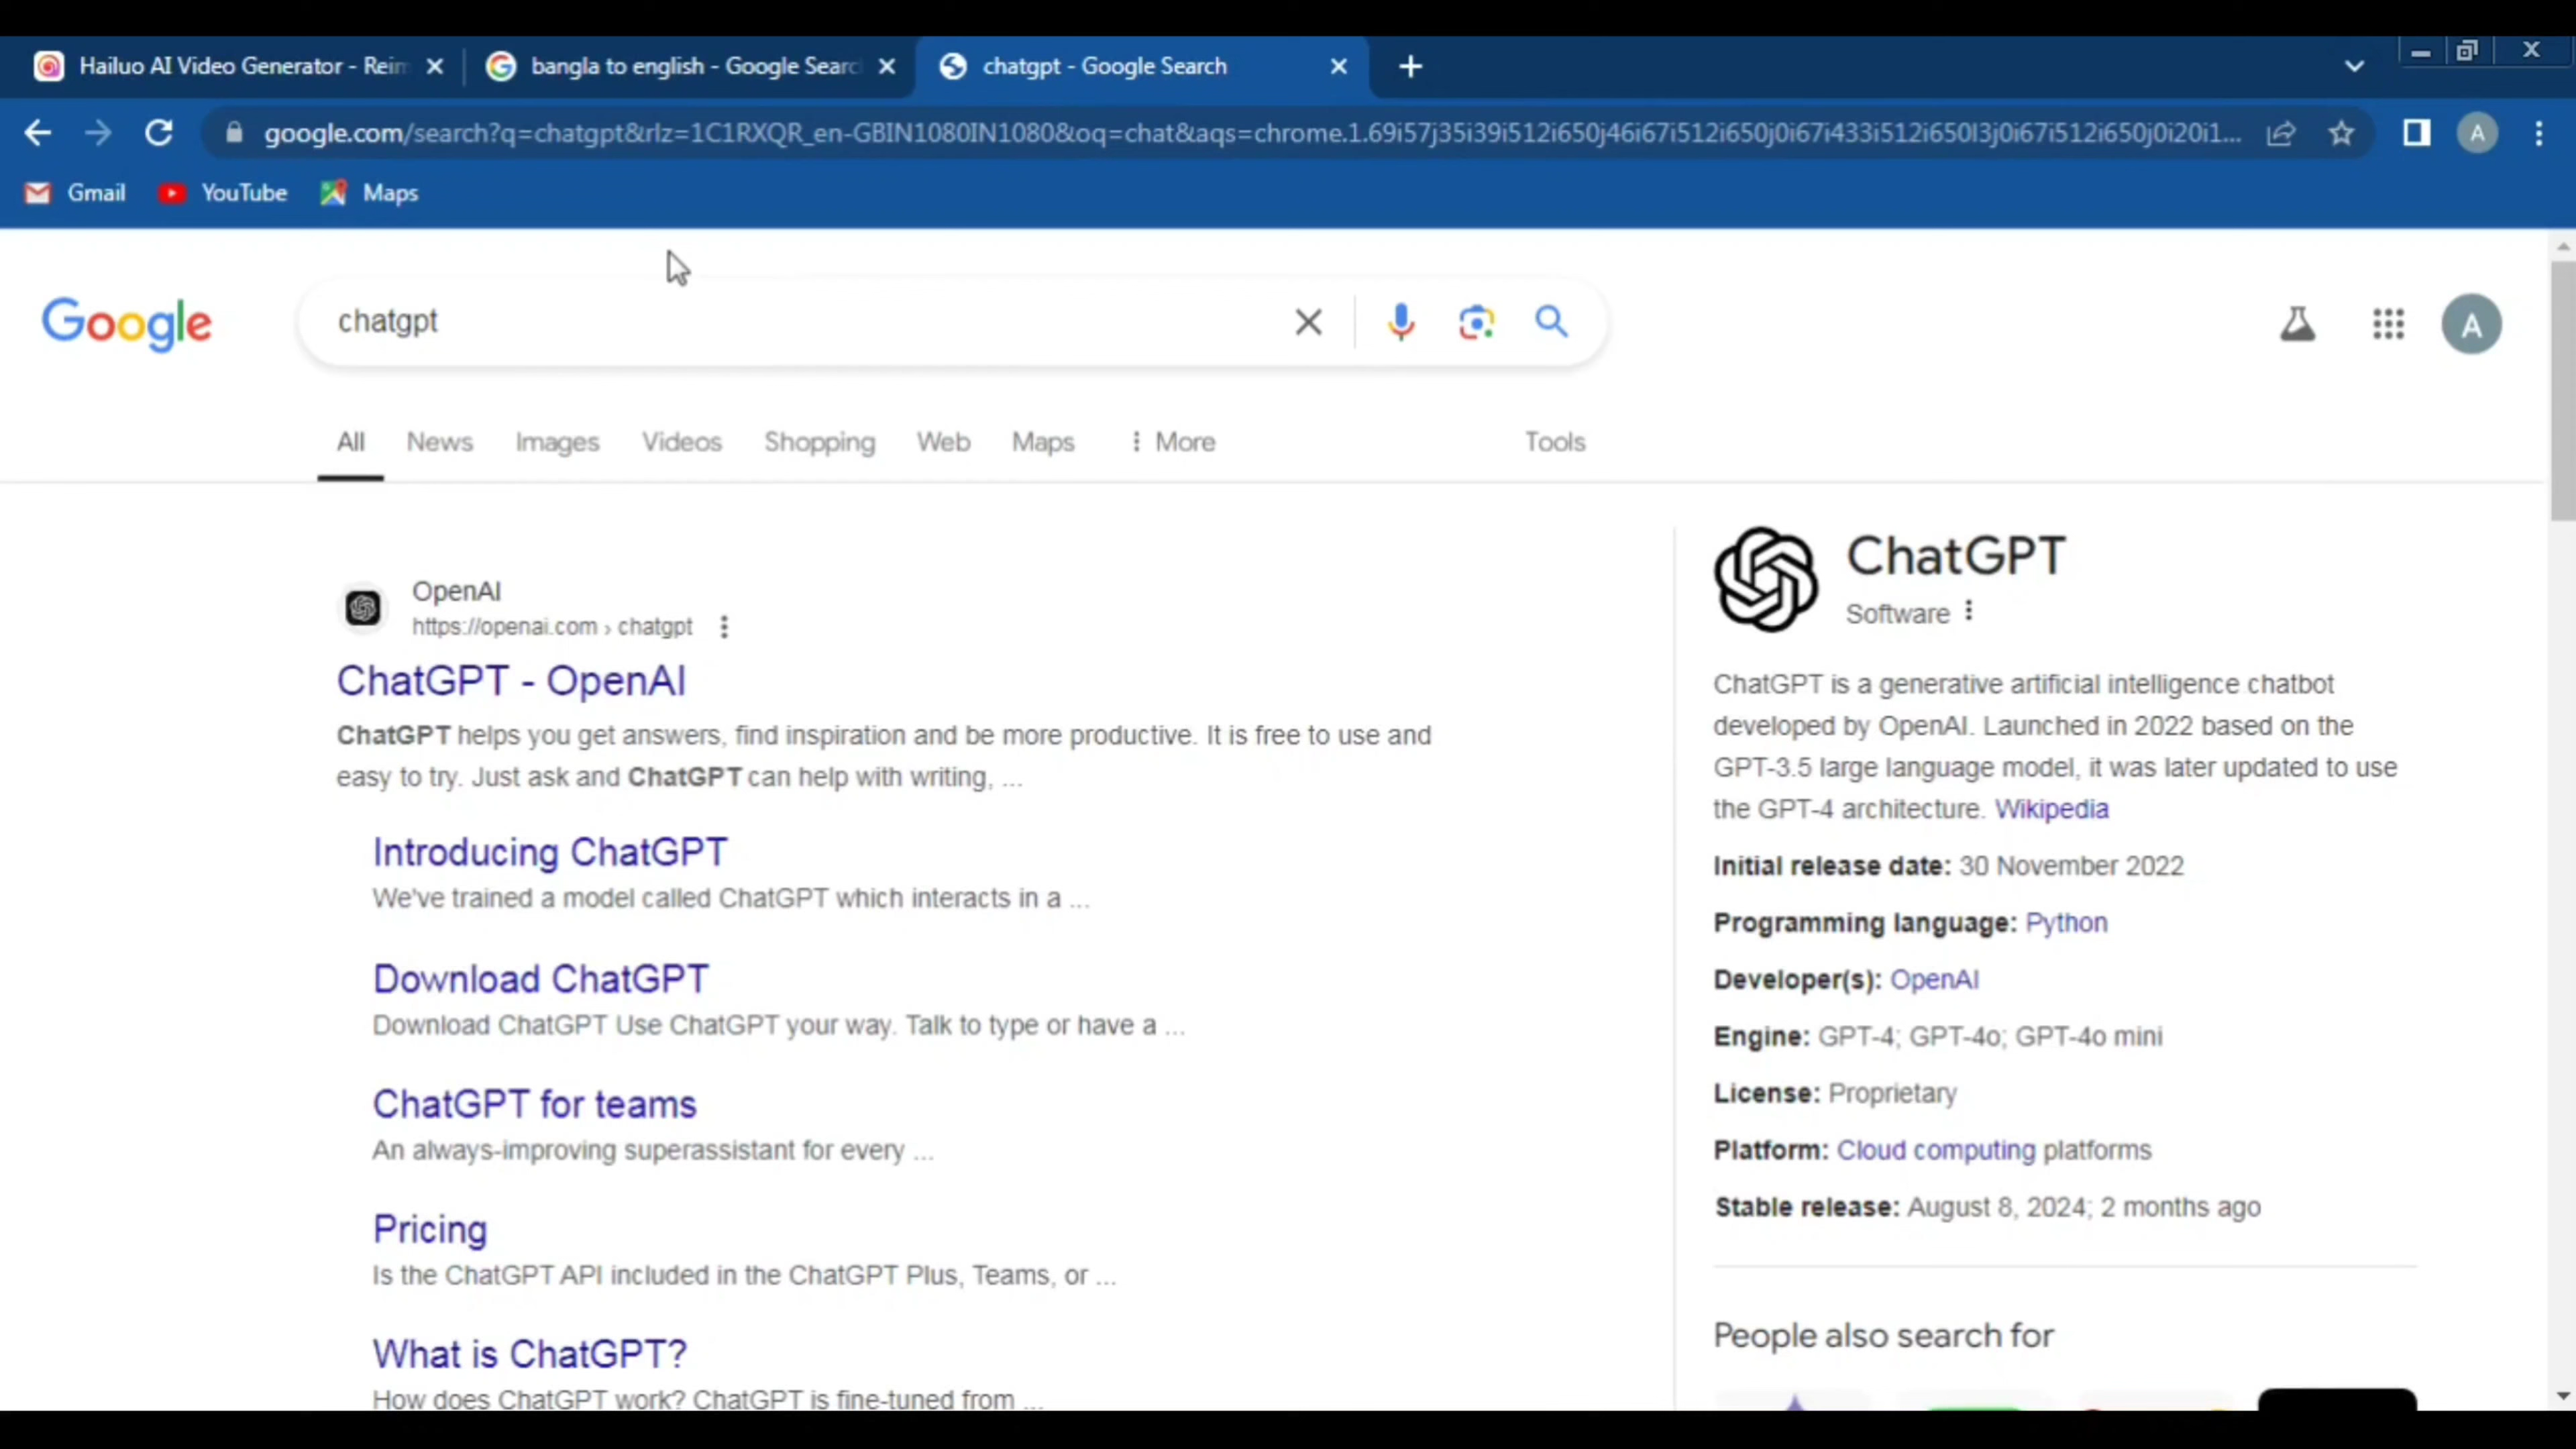 Hailuo AI Video Generator - Reim
bangla to english - Google Searc
chatgpt - Google Search
google.com/search?q=chatgpt&rlz=1C1RXQR_en-GBIN1080IN1080&oq=chat&aqs=chrome.1.69i57j35i39i512i650j46i67i512i650j0i67i433i512i650l3j0i67i512i650j0i20i1...
A
Gmail
YouTube
Maps
Google
chatgpt
A
All
News
Images
Videos
Shopping
Web
Maps
More
Tools
OpenAI
https://openai.com › chatgpt
ChatGPT - OpenAI
ChatGPT helps you get answers, find inspiration and be more productive. It is free to use and
easy to try. Just ask and ChatGPT can help with writing, ...
Introducing ChatGPT
We've trained a model called ChatGPT which interacts in a ...
Download ChatGPT
Download ChatGPT Use ChatGPT your way. Talk to type or have a ...
ChatGPT for teams
An always-improving superassistant for every ...
Pricing
Is the ChatGPT API included in the ChatGPT Plus, Teams, or ...
What is ChatGPT?
How does ChatGPT work? ChatGPT is fine-tuned from ...
ChatGPT
Software
ChatGPT is a generative artificial intelligence chatbot
developed by OpenAI. Launched in 2022 based on the
GPT-3.5 large language model, it was later updated to use
the GPT-4 architecture. Wikipedia
Initial release date: 30 November 2022
Programming language: Python
Developer(s): OpenAI
Engine: GPT-4; GPT-4o; GPT-4o mini
License: Proprietary
Platform: Cloud computing platforms
Stable release: August 8, 2024; 2 months ago
People also search for